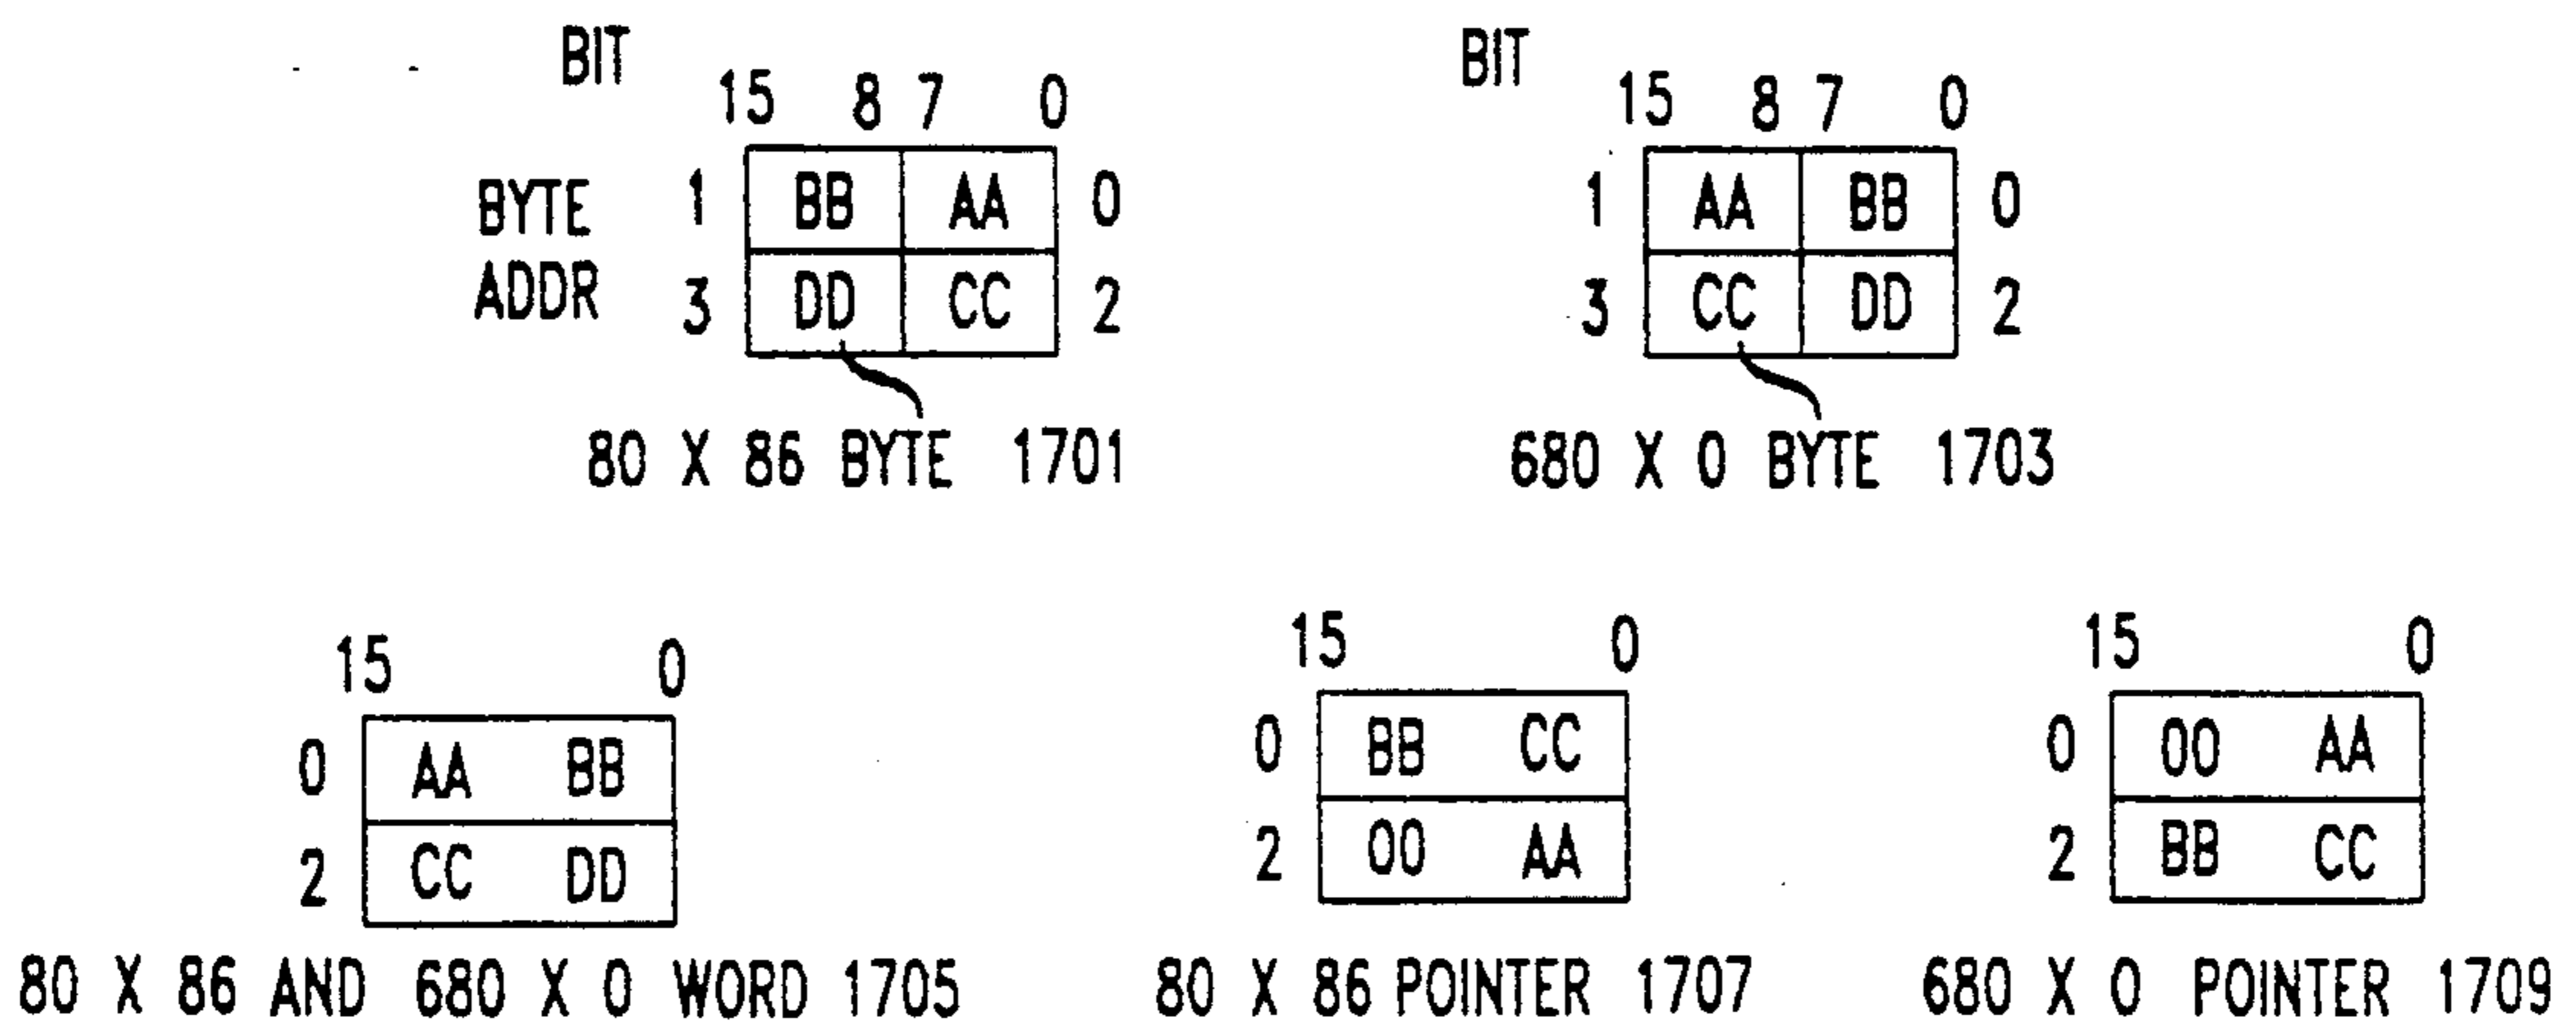 BIT
15 8 7 0
BYTE ADDR
1 BB AA 0
3 DD CC 2
80 X 86 BYTE 1701
BIT
15 8 7 0
1 AA BB 0
3 CC DD 2
680 X 0 BYTE 1703
15 0
0 AA BB
2 CC DD
80 X 86 AND 680 X 0 WORD 1705
15 0
0 BB CC
2 00 AA
80 X 86 POINTER 1707
15 0
0 00 AA
2 BB CC
680 X 0 POINTER 1709